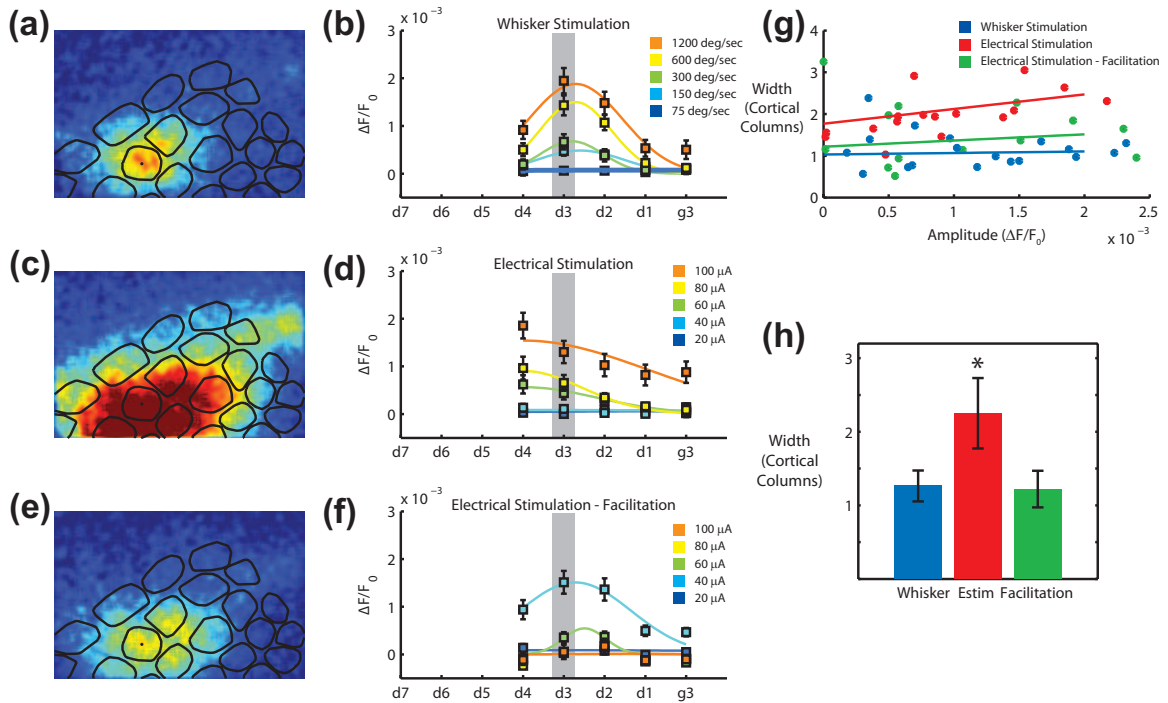 (a)
(b)
x 10⁻³
Whisker Stimulation
3
2
1
0
ΔF/F₀
1200 deg/sec
600 deg/sec
300 deg/sec
150 deg/sec
75 deg/sec
d7 d6 d5 d4 d3 d2 d1 g3
(c)
(d)
x 10⁻³
Electrical Stimulation
3
2
1
0
ΔF/F₀
100 μA
80 μA
60 μA
40 μA
20 μA
d7 d6 d5 d4 d3 d2 d1 g3
(e)
(f)
x 10⁻³
Electrical Stimulation - Facilitation
3
2
1
0
ΔF/F₀
100 μA
80 μA
60 μA
40 μA
20 μA
d7 d6 d5 d4 d3 d2 d1 g3
(g)
Whisker Stimulation
Electrical Stimulation
Electrical Stimulation - Facilitation
Width
(Cortical
Columns)
4
3
2
1
0
0 0.5 1 1.5 2 2.5
Amplitude (ΔF/F₀)
x 10⁻³
(h)
Width
(Cortical
Columns)
3
2
1
*
Whisker Estim Facilitation